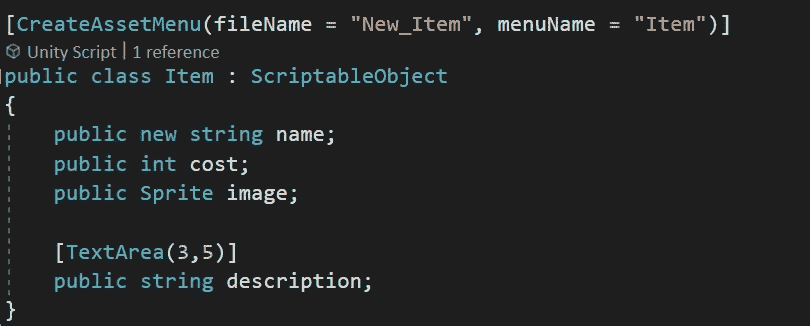 [CreateAssetMenu(fileName = "New_Item", menuName = "Item")]
Unity Script | 1 reference
public class Item : ScriptableObject
{
public new string name;
public int cost;
public Sprite image;
[TextArea(3,5)]
public string description;
}